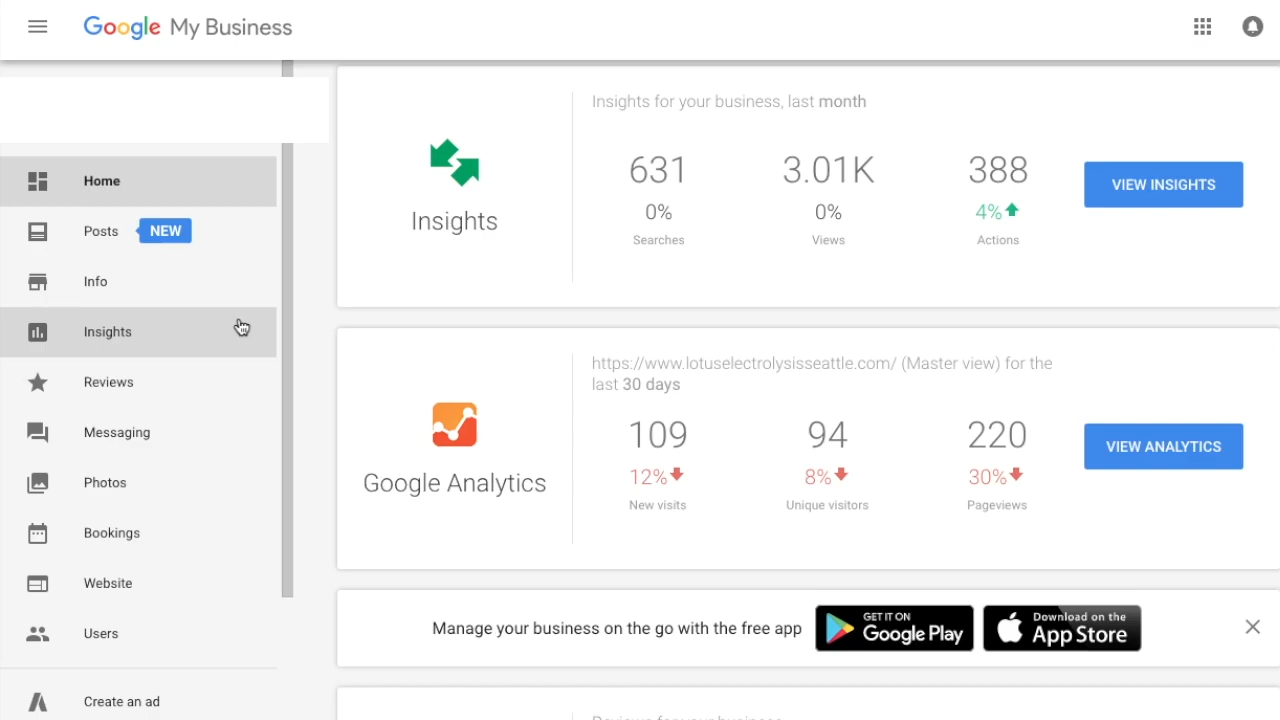 Google My Business
Home
Posts NEW
Info
Insights
Reviews
Messaging
Photos
Bookings
Website
Users
Create an ad
Insights
Insights for your business, last month
631 3.01K 388
0% 0% 4%
Searches Views Actions
VIEW INSIGHTS
Google Analytics
https://www.lotuselectrolysisseattle.com/ (Master view) for the
last 30 days
109 94 220
12% 8% 30%
New visits Unique visitors Pageviews
VIEW ANALYTICS
Manage your business on the go with the free app
GET IT ON
Google Play
Download on the
App Store
Reviews for your business